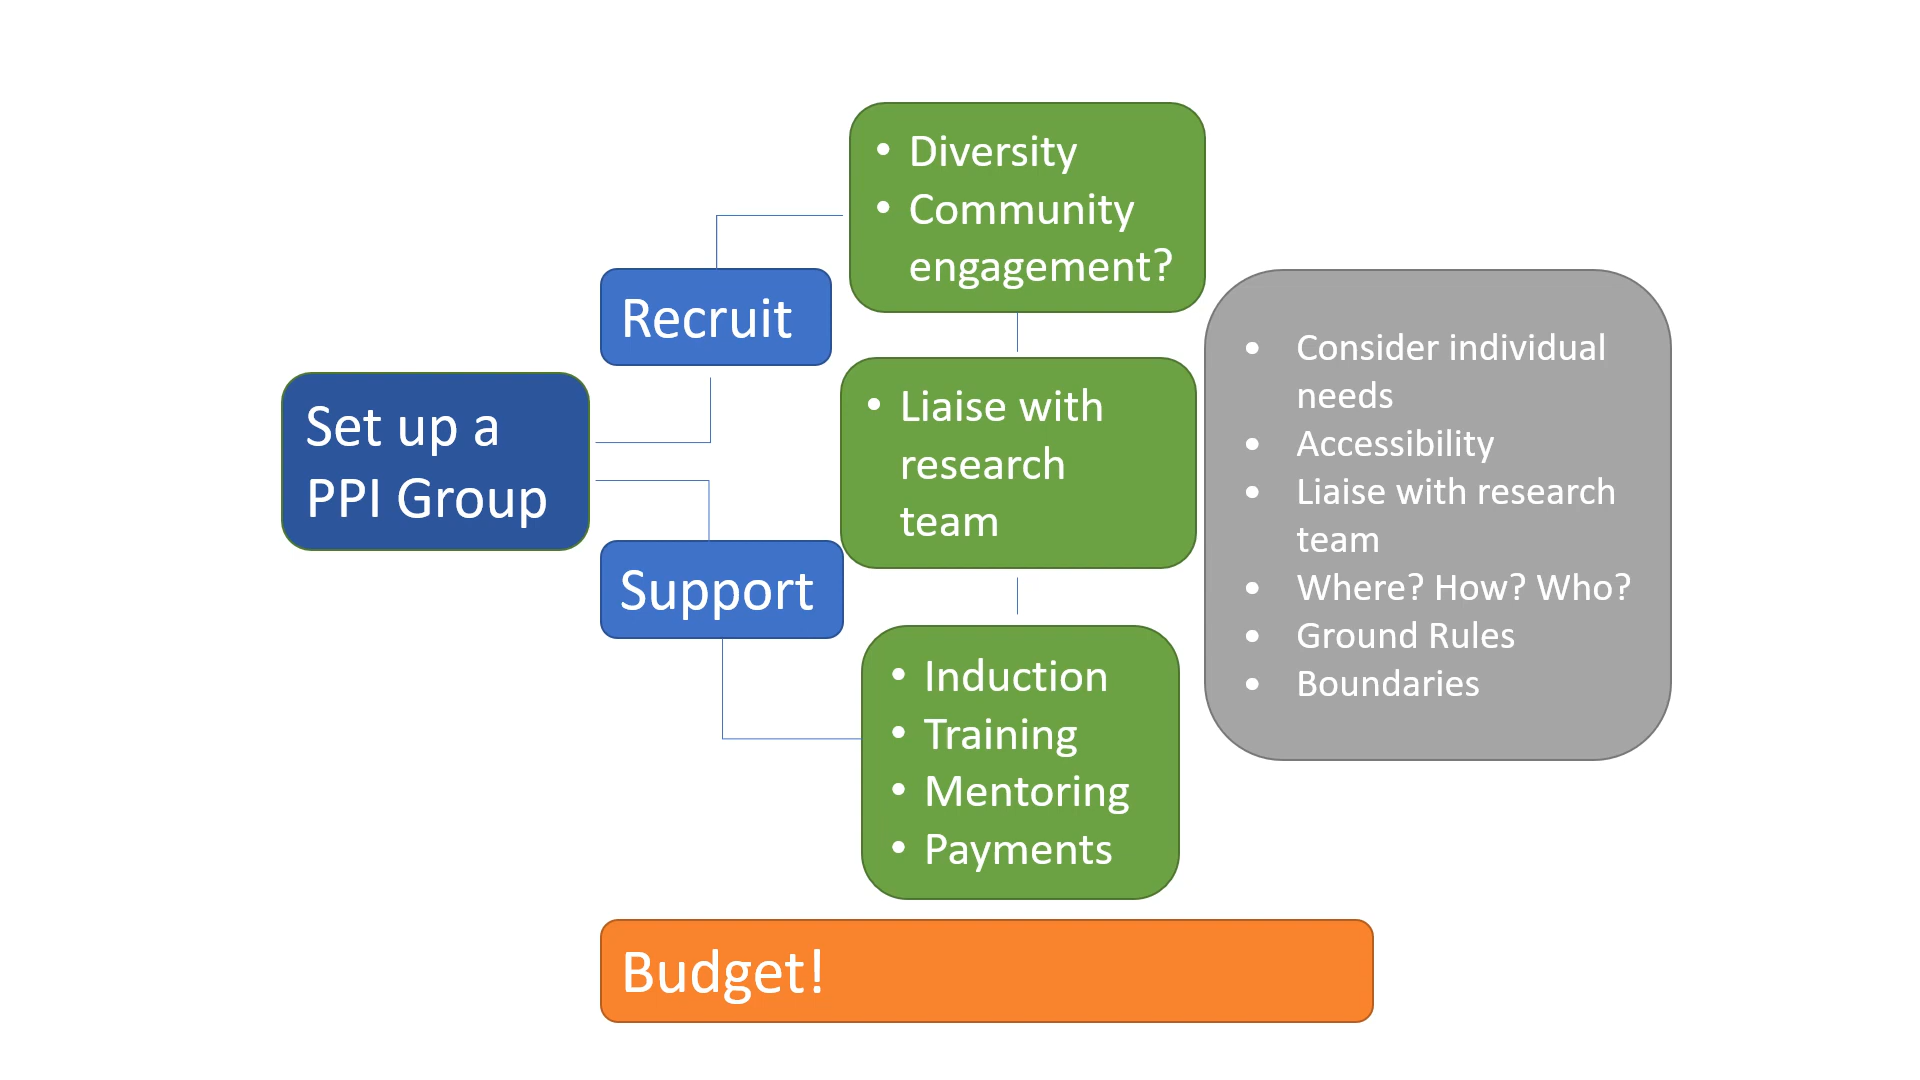 Set up a
PPI Group
Recruit
Support
• Diversity
• Community
engagement?
• Liaise with
research
team
• Induction
• Training
• Mentoring
• Payments
• Consider individual
needs
• Accessibility
• Liaise with research
team
• Where? How? Who?
• Ground Rules
• Boundaries
Budget!